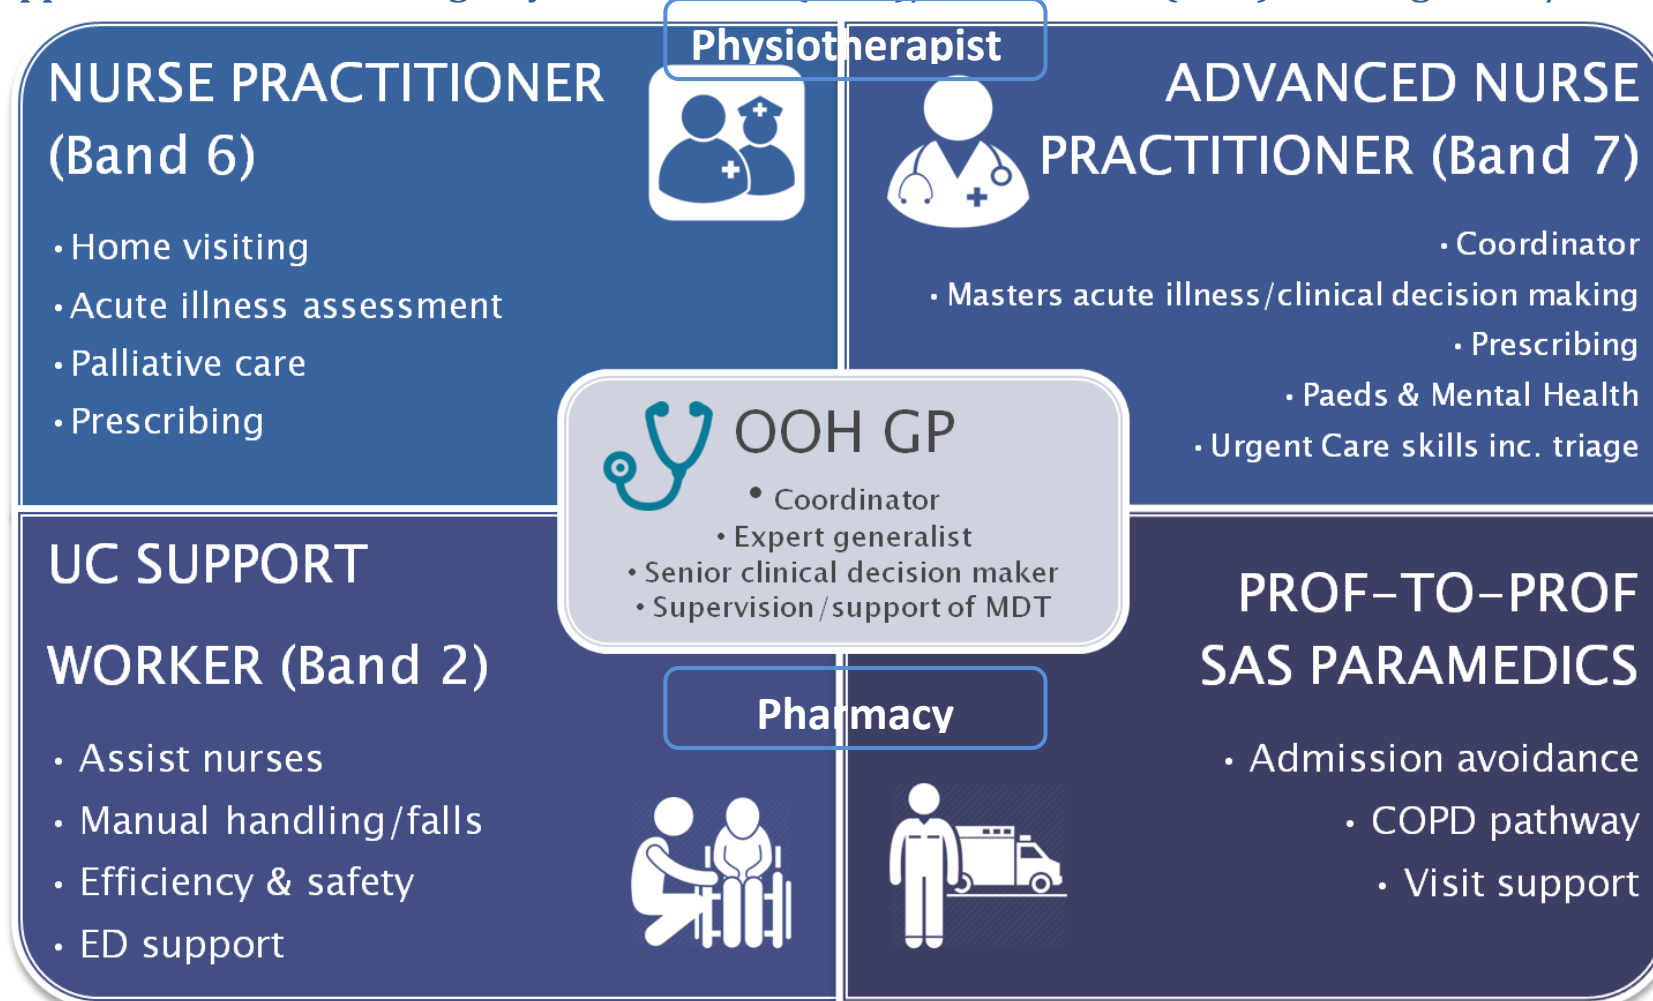 Physiotherapist
NURSE PRACTITIONER
(Band 6)
• Home visiting
• Acute illness assessment
• Palliative care
• Prescribing
ADVANCED NURSE
PRACTITIONER (Band 7)
• Coordinator
• Masters acute illness/clinical decision making
• Prescribing
• Paeds & Mental Health
• Urgent Care skills inc. triage
OOH GP
• Coordinator
• Expert generalist
• Senior clinical decision maker
• Supervision/support of MDT
UC SUPPORT
WORKER (Band 2)
• Assist nurses
• Manual handling/falls
• Efficiency & safety
• ED support
Pharmacy
PROF-TO-PROF
SAS PARAMEDICS
• Admission avoidance
• COPD pathway
• Visit support